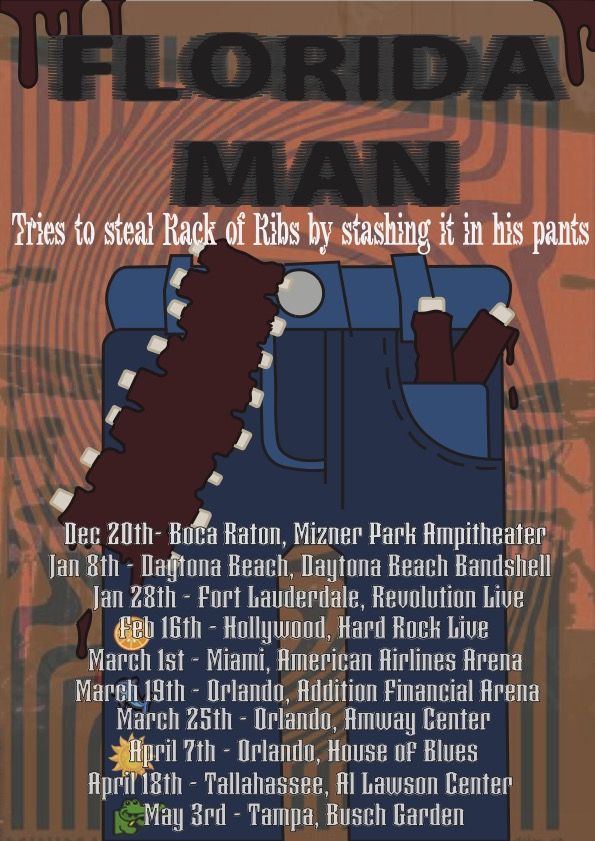 FLORIDA
MAN
Tries to steal Rack of Ribs by stashing it in his pants
Dec 20th- Boca Raton, Mizner Park Ampitheater
Jan 8th - Daytona Beach, Daytona Beach Bandshell
Jan 28th - Fort Lauderdale, Revolution Live
Feb 16th - Hollywood, Hard Rock Live
March 1st - Miami, American Airlines Arena
March 19th - Orlando, Addition Financial Arena
March 25th - Orlando, Amway Center
April 7th - Orlando, House of Blues
April 18th - Tallahassee, Al Lawson Center
May 3rd - Tampa, Busch Garden